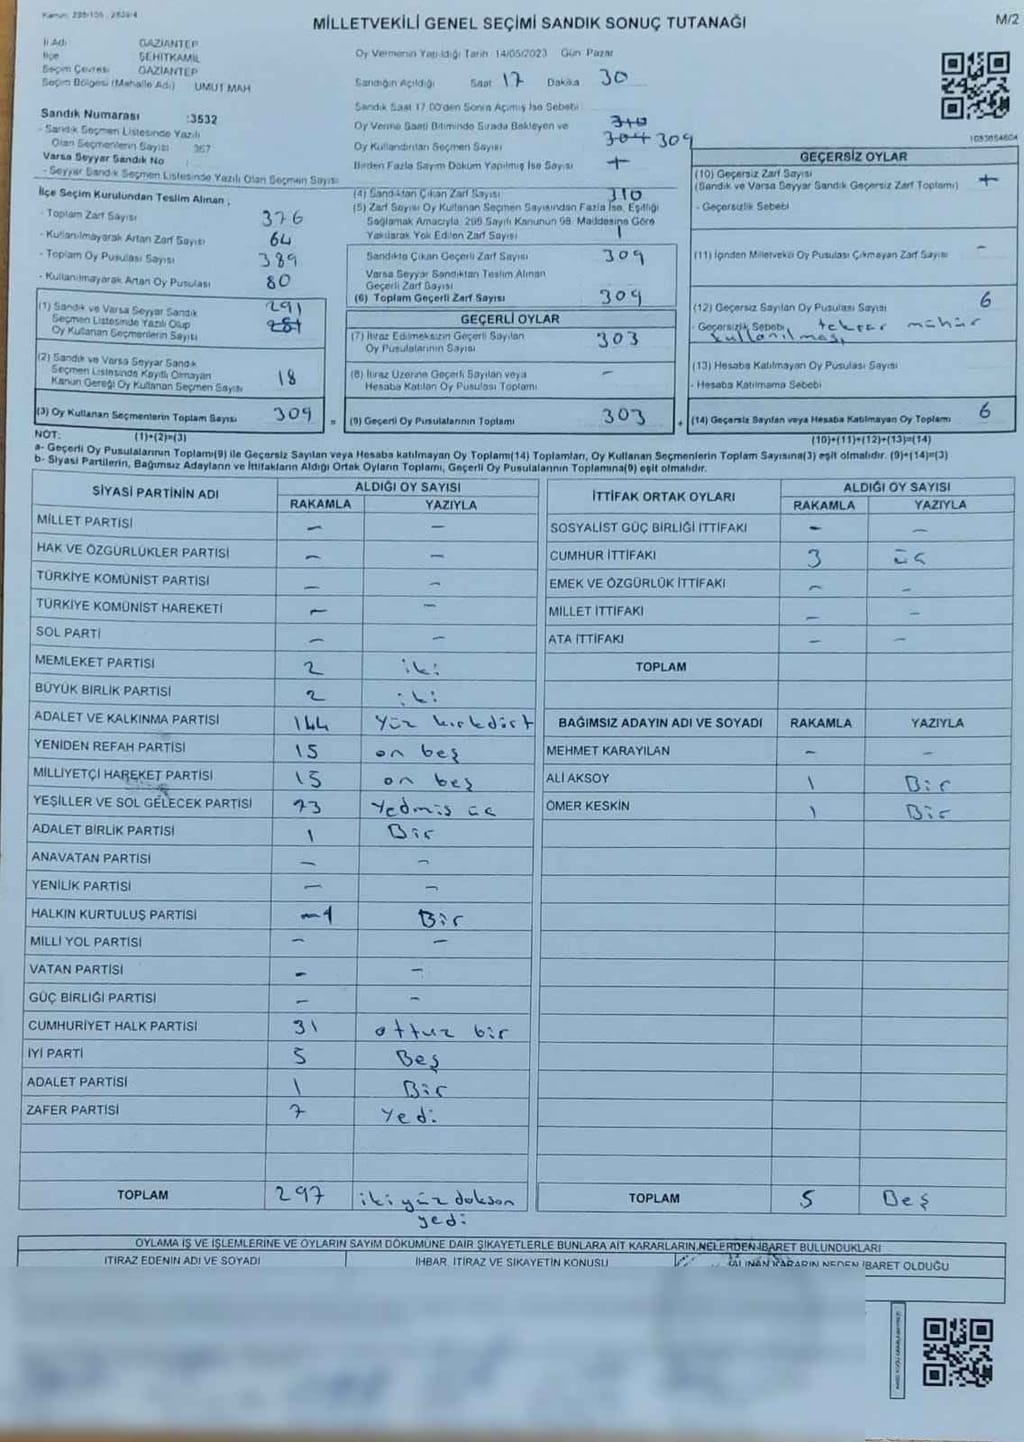 MİLLETVEKİLİ GENEL SEÇİMİ SANDIK SONUÇ TUTANAĞI
M/2
İl Adı GAZİANTEP
İlçe ŞEHİTKAMİL
Seçim Çevresi GAZİANTEP
Seçim Bölgesi (Mahalle Adı) UMUT MAH
Sandık Numarası :3532
- Sandık Seçmen Listesinde Yazılı
Olan Seçmenlerin Sayısı 367
Varsa Seyyar Sandık No
- Seyyar Sandık Seçmen Listesinde Yazılı Olan Seçmen Sayısı
Oy Vermenin Yapıldığı Tarih 14/05/2023 Gün Pazar
Sandığın Açıldığı Saat 17 Dakika 30
Sandık Saat 17 00'den Sonra Açımış İse Sebebi
310
Oy Verme Saati Bitiminde Sırada Bekleyen ve 304 309
Oy Kullandırılan Seçmen Sayısı
Birden Fazla Sayım Döküm Yapılmış İse Sayısı
1033654604
İlçe Seçim Kurulundan Teslim Alınan ;
- Toplam Zarf Sayısı 376
- Kullanılmayarak Artan Zarf Sayısı 64
- Toplam Oy Pusulası Sayısı 389
- Kullanılmayarak Artan Oy Pusulası 80
(1) Sandık ve Varsa Seyyar Sandık 291
Seçmen Listesinde Yazılı Olup
Oy Kullanan Seçmenlerin Sayısı
(2) Sandık ve Varsa Seyyar Sandık
Seçmen Listesinde Kayıtlı Olmayan
Kanun Gereği Oy Kullanan Seçmen Sayısı 18
(3) Oy Kullanan Seçmenlerin Toplam Sayısı 309
(4) Sandıktan Çıkan Zarf Sayısı 310
(5) Zarf Sayısı Oy Kullanan Seçmen Sayısından Fazla İse, Eşitliği
Sağlamak Amacıyla, 298 Sayılı Kanunun 98. Maddesine Göre
Yakılarak Yok Edilen Zarf Sayısı 1
Sandıkta Çıkan Geçerli Zarf Sayısı 309
Varsa Seyyar Sandıktan Teslim Alınan
Geçerli Zarf Sayısı
(6) Toplam Geçerli Zarf Sayısı 309
GEÇERLİ OYLAR
(7) İtiraz Edilmeksizin Geçerli Sayılan
Oy Pusulalarının Sayısı 303
(8) İtiraz Üzerine Geçerli Sayılan veya
Hesaba Katılan Oy Pusulası Toplamı –
= (9) Geçerli Oy Pusulalarının Toplamı 303
GEÇERSİZ OYLAR
(10) Geçersiz Zarf Sayısı
(Sandık ve Varsa Seyyar Sandık Geçersiz Zarf Toplamı)
- Geçersizlik Sebebi
(11) İçinden Milletvekili Oy Pusulası Çıkmayan Zarf Sayısı –
(12) Geçersiz Sayılan Oy Pusulası Sayısı 6
- Geçersizlik Sebebi tekrar mühür
kullanılması
(13) Hesaba Katılmayan Oy Pusulası Sayısı
- Hesaba Katılmama Sebebi
+ (14) Geçersiz Sayılan veya Hesaba Katılmayan Oy Toplamı 6
NOT: (1)+(2)=(3)
(10)+(11)+(12)+(13)=(14)
a- Geçerli Oy Pusulalarının Toplamı(9) ile Geçersiz Sayılan veya Hesaba katılmayan Oy Toplam(14) Toplamları, Oy Kullanan Seçmenlerin Toplam Sayısına(3) eşit olmalıdır. (9)+(14)=(3)
b- Siyasi Partilerin, Bağımsız Adayların ve İttifakların Aldığı Ortak Oyların Toplamı, Geçerli Oy Pusulalarının Toplamına(9) eşit olmalıdır.
SİYASİ PARTİNİN ADI ALDIĞI OY SAYISI
RAKAMLA YAZIYLA
MİLLET PARTİSİ – –
HAK VE ÖZGÜRLÜKLER PARTİSİ – –
TÜRKİYE KOMÜNİST PARTİSİ – –
TÜRKİYE KOMÜNİST HAREKETİ – –
SOL PARTİ – –
MEMLEKET PARTİSİ 2 iki
BÜYÜK BİRLİK PARTİSİ 2 iki
ADALET VE KALKINMA PARTİSİ 144 yüz kırkdört
YENİDEN REFAH PARTİSİ 15 on beş
MİLLİYETÇİ HAREKET PARTİSİ 15 on beş
YEŞİLLER VE SOL GELECEK PARTİSİ 73 Yedmiş üç
ADALET BİRLİK PARTİSİ 1 Bir
ANAVATAN PARTİSİ – –
YENİLİK PARTİSİ – –
HALKIN KURTULUŞ PARTİSİ 1 Bir
MİLLİ YOL PARTİSİ – –
VATAN PARTİSİ – –
GÜÇ BİRLİĞİ PARTİSİ – –
CUMHURİYET HALK PARTİSİ 31 ottuz bir
İYİ PARTİ 5 Beş
ADALET PARTİSİ 1 Bir
ZAFER PARTİSİ 7 Yedi
TOPLAM 297 ikiyüz dokson
yedi
İTTİFAK ORTAK OYLARI ALDIĞI OY SAYISI
RAKAMLA YAZIYLA
SOSYALİST GÜÇ BİRLİĞİ İTTİFAKI – –
CUMHUR İTTİFAKI 3 üç
EMEK VE ÖZGÜRLÜK İTTİFAKI – –
MİLLET İTTİFAKI – –
ATA İTTİFAKI – –
TOPLAM
BAĞIMSIZ ADAYIN ADI VE SOYADI RAKAMLA YAZIYLA
MEHMET KARAYILAN – –
ALİ AKSOY 1 Bir
ÖMER KESKİN 1 Bir
TOPLAM 5 Beş
OYLAMA İŞ VE İŞLEMLERİNE VE OYLARIN SAYIM DÖKÜMÜNE DAİR ŞİKAYETLERLE BUNLARA AİT KARARLARIN NELERDEN İBARET BULUNDUKLARI
İTİRAZ EDENİN ADI VE SOYADI İHBAR, İTİRAZ VE ŞİKAYETİN KONUSU ALINAN KARARIN NEDEN İBARET OLDUĞU